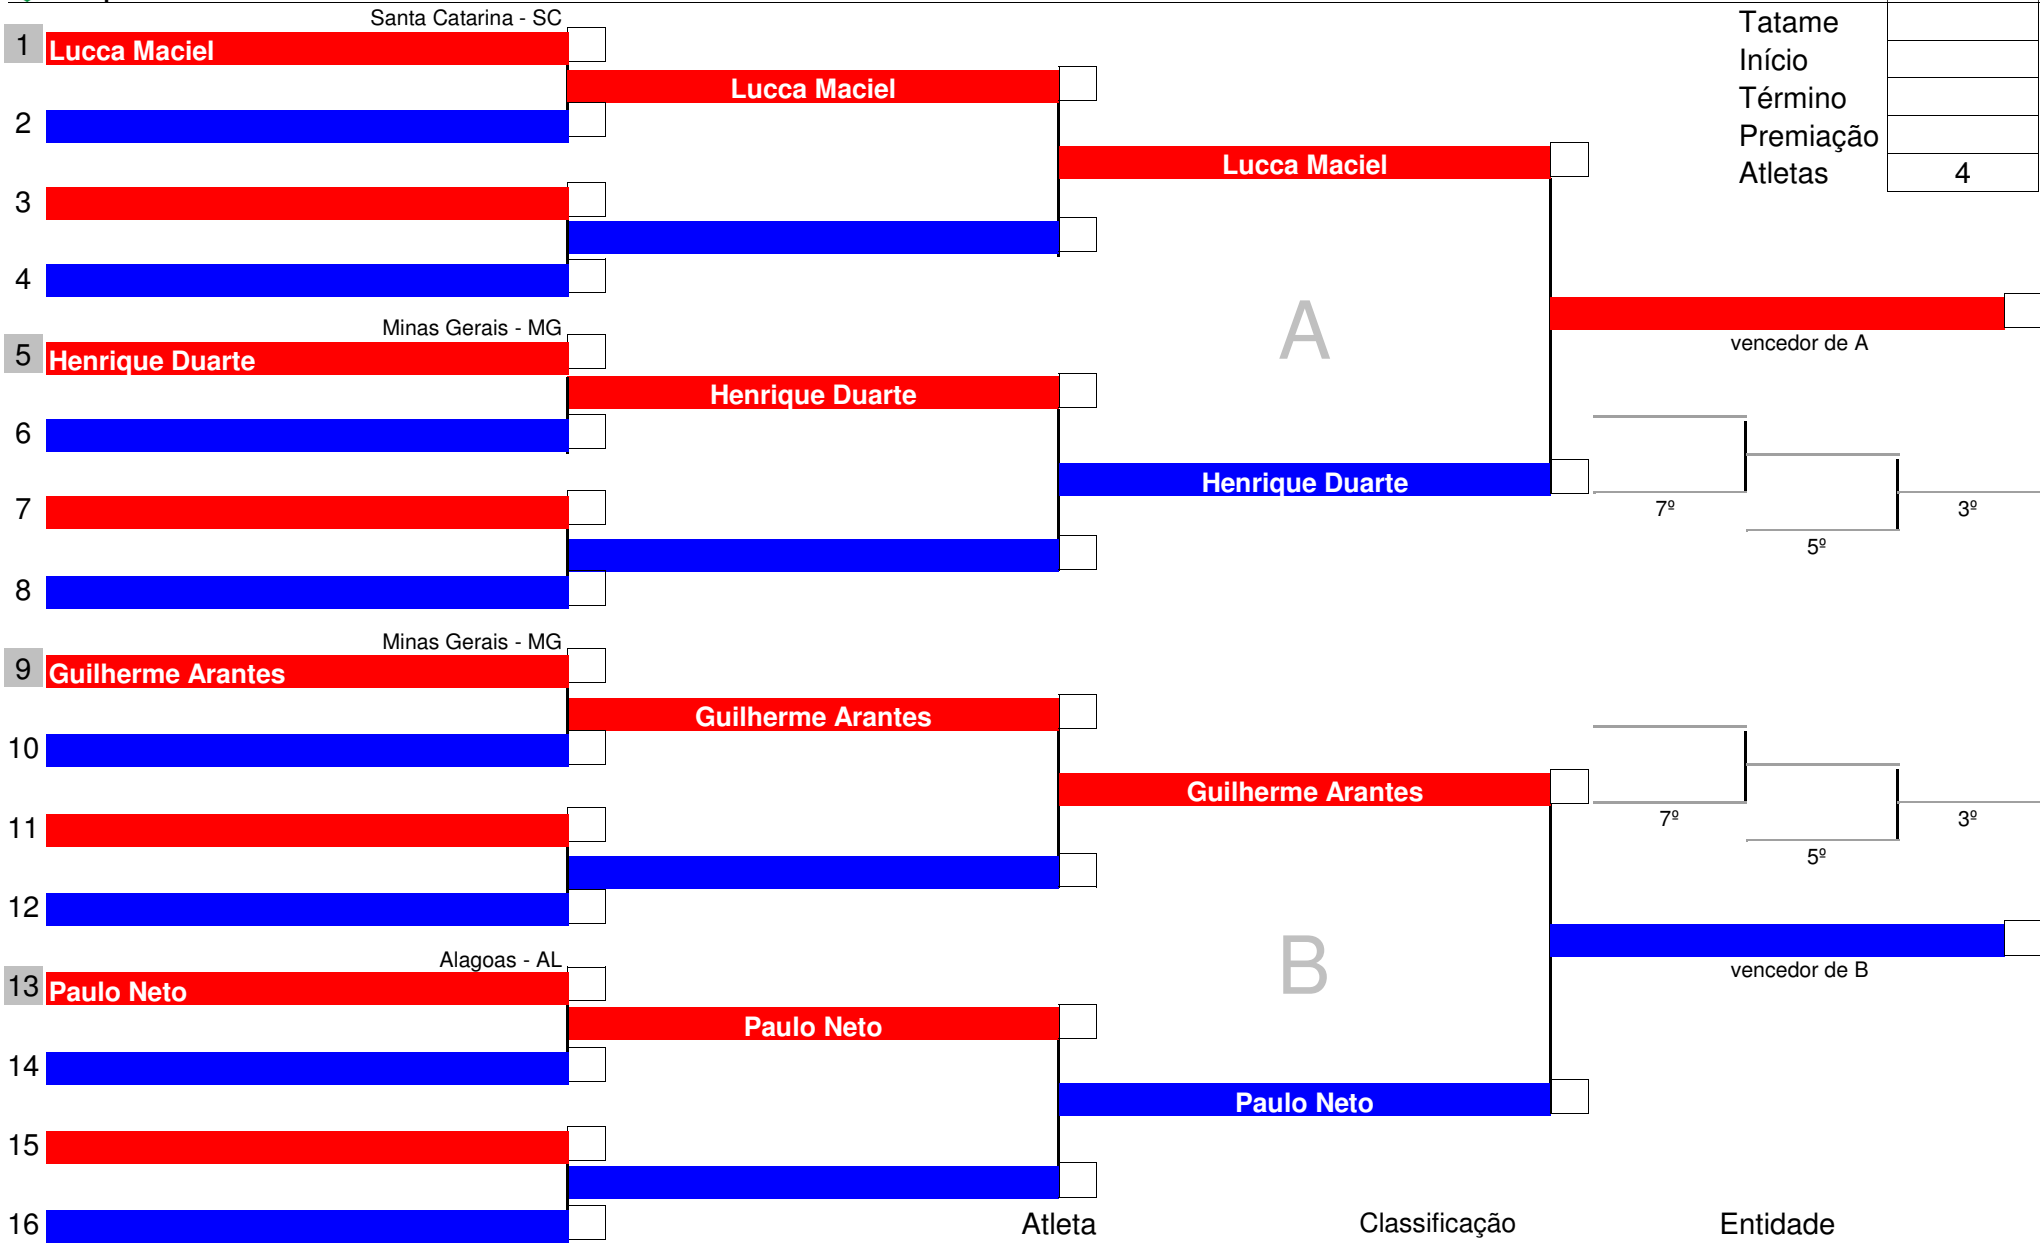 Santa Catarina - SC
1 Lucca Maciel
Lucca Maciel
2
Lucca Maciel
3
4
Minas Gerais - MG
5 Henrique Duarte
Henrique Duarte
6
Henrique Duarte
7
8
A
vencedor de A
7º
3º
5º
Minas Gerais - MG
9 Guilherme Arantes
Guilherme Arantes
10
Guilherme Arantes
11
12
7º
3º
5º
Alagoas - AL
13 Paulo Neto
Paulo Neto
14
Paulo Neto
15
16
B
vencedor de B
Tatame
Início
Término
Premiação
Atletas 4
Atleta Classificação Entidade